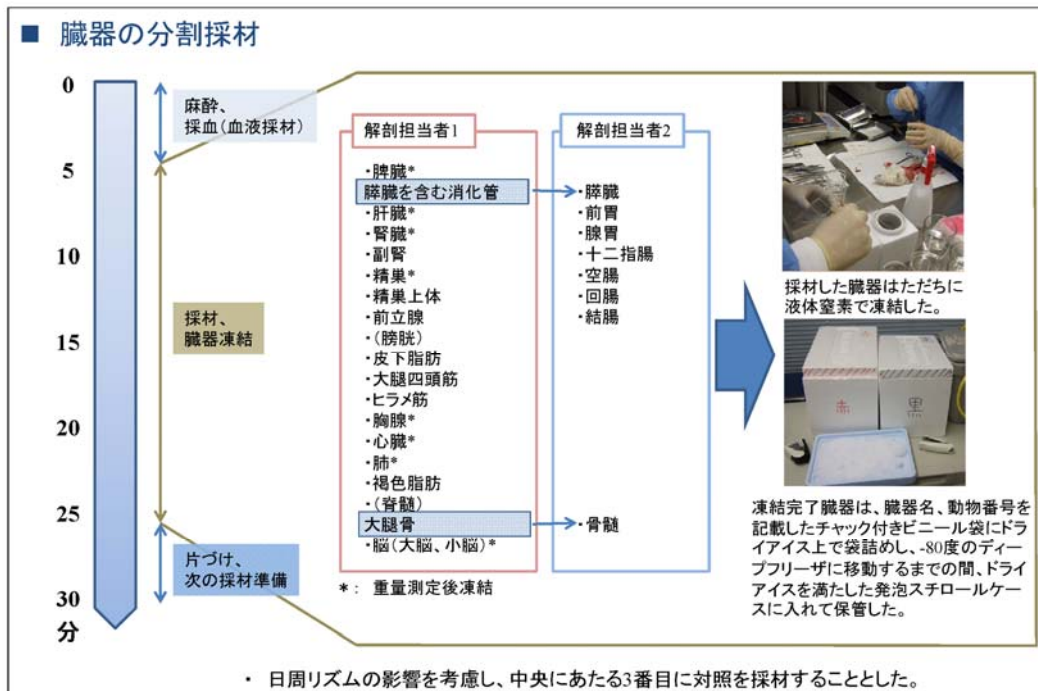 ■ 臓器の分割採材
0
5
10
15
20
25
30
分
麻酔、
採血(血液採材)
採材、
臓器凍結
片づけ、
次の採材準備
解剖担当者1
・脾臓*
膵臓を含む消化管
・肝臓*
・腎臓*
・副腎
・精巣*
・精巣上体
・前立腺
・(膀胱)
・皮下脂肪
・大腿四頭筋
・ヒラメ筋
・胸腺*
・心臓*
・肺*
・褐色脂肪
・(脊髄)
大腿骨
・脳(大脳、小脳)*
*: 重量測定後凍結
解剖担当者2
・膵臓
・前胃
・腺胃
・十二指腸
・空腸
・回腸
・結腸
・骨髄
採材した臓器はただちに
液体窒素で凍結した。
赤
黒
凍結完了臓器は、臓器名、動物番号を
記載したチャック付きビニール袋にドラ
イアイス上で袋詰めし、-80度のディー
プフリーザに移動するまでの間、ドライ
アイスを満たした発泡スチロールケー
スに入れて保管した。
・ 日周リズムの影響を考慮し、中央にあたる3番目に対照を採材することとした。